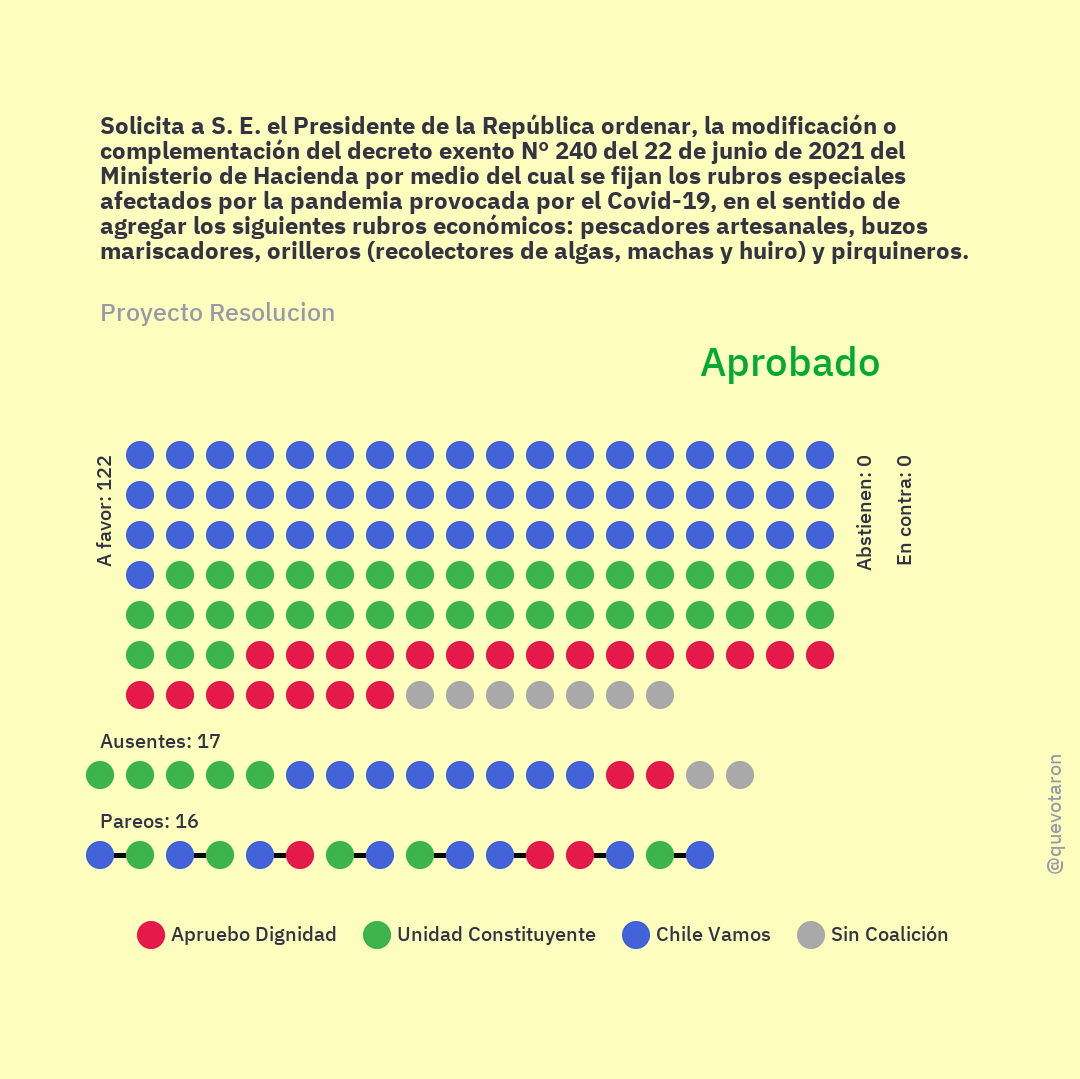 Solicita a S. E. el Presidente de la República ordenar, la modificación o
complementación del decreto exento N° 240 del 22 de junio de 2021 del
Ministerio de Hacienda por medio del cual se fijan los rubros especiales
afectados por la pandemia provocada por el Covid-19, en el sentido de
agregar los siguientes rubros económicos: pescadores artesanales, buzos
mariscadores, orilleros (recolectores de algas, machas y huiro) y pirquineros.
Proyecto Resolucion
Aprobado
A favor: 122
Abstienen: 0
En contra: 0
Ausentes: 17
Pareos: 16
@quevotaron
Apruebo Dignidad
Unidad Constituyente
Chile Vamos
Sin Coalición